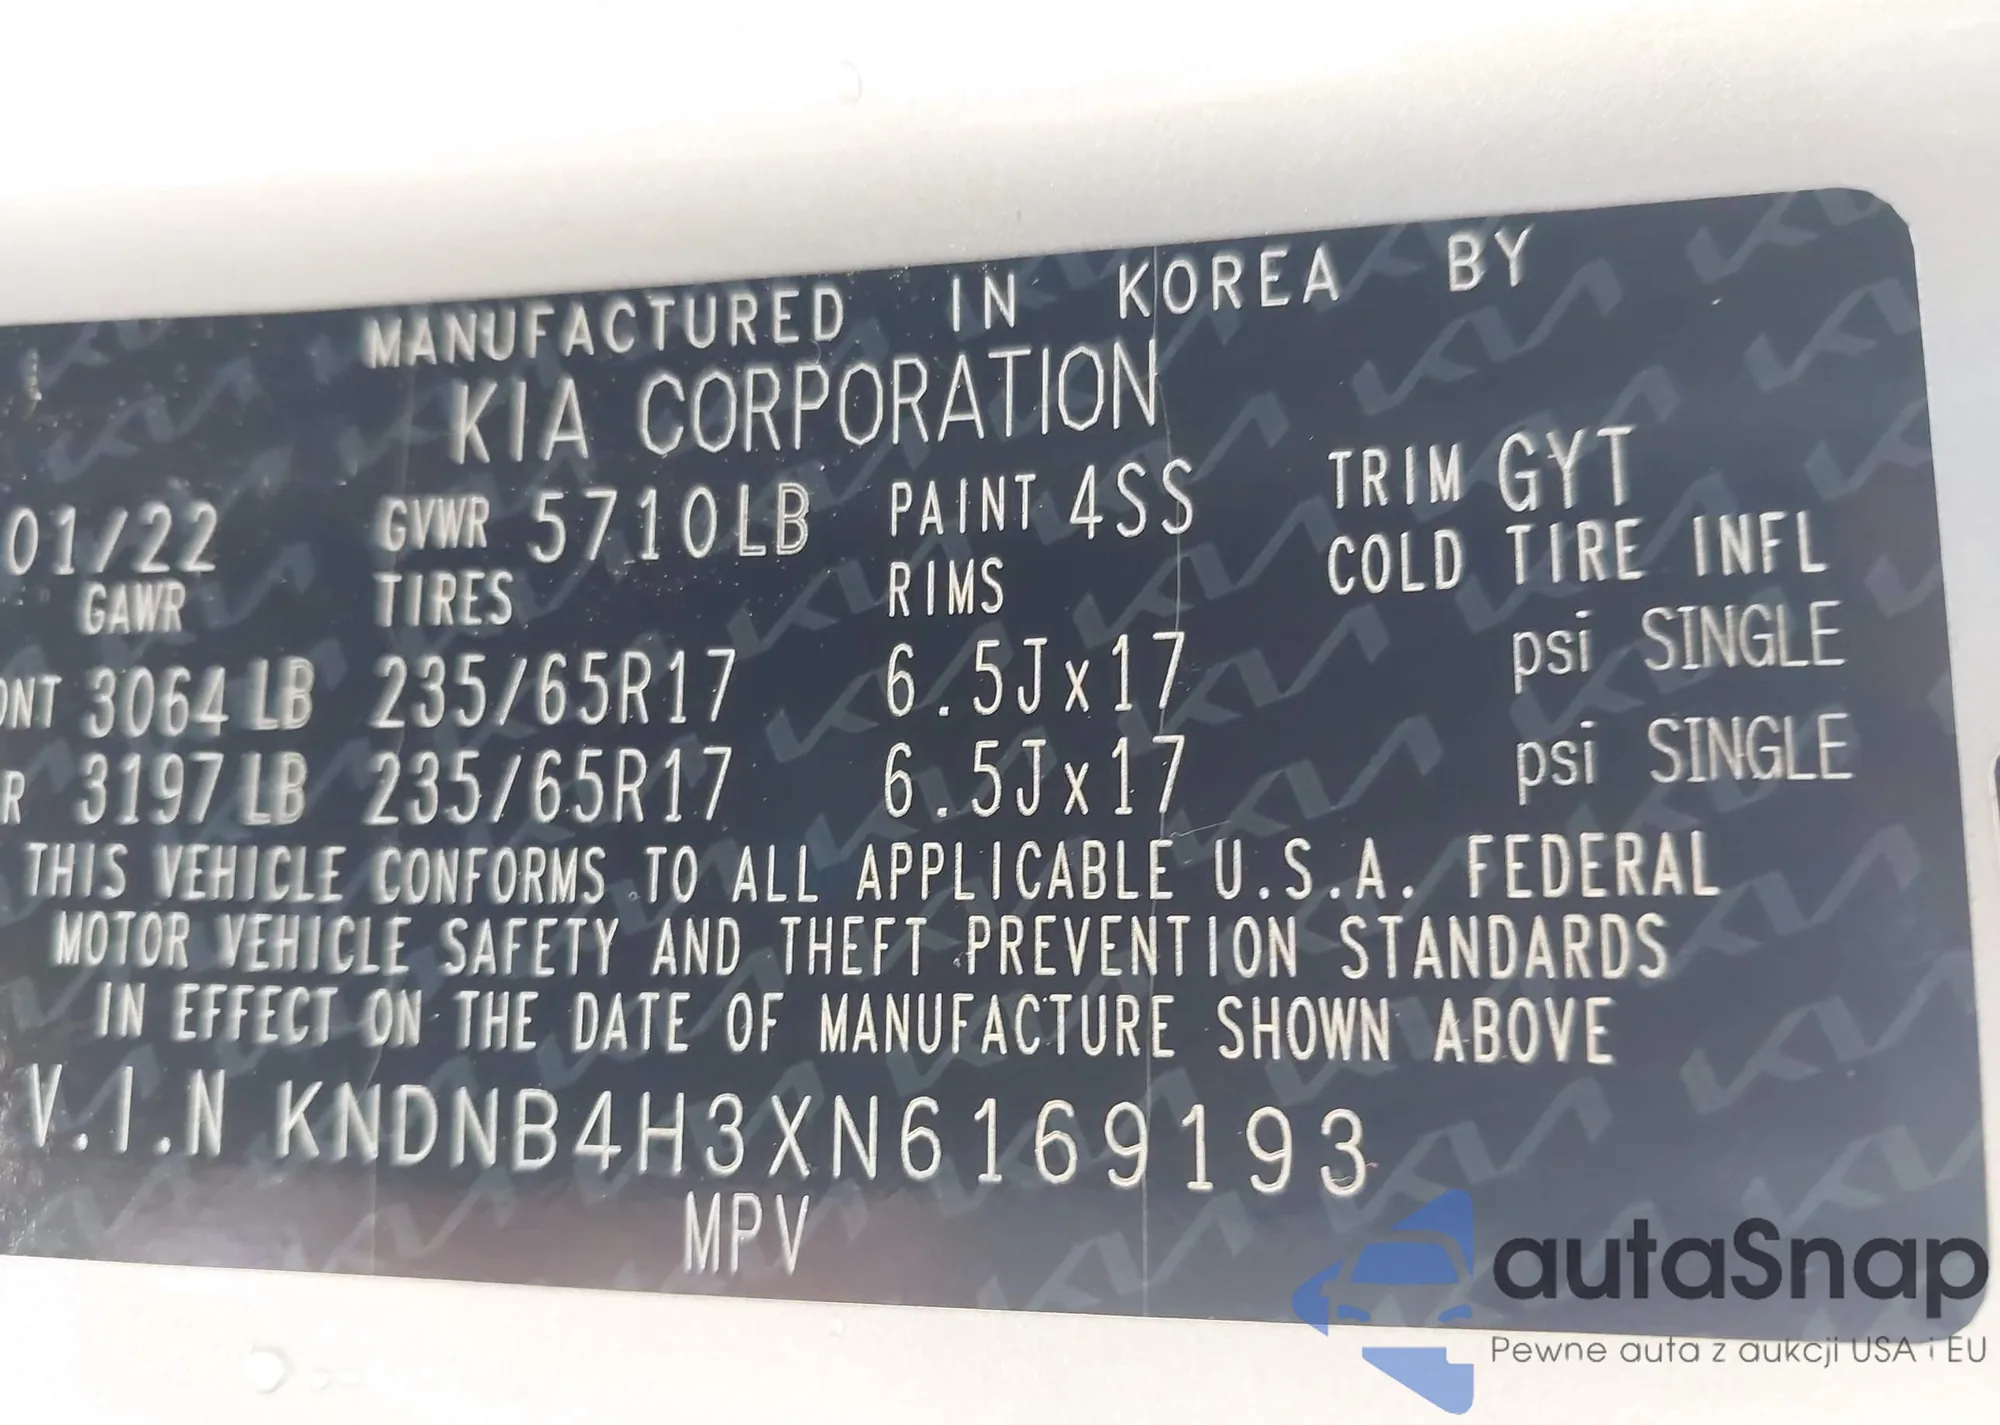 MANUFACTURED IN KOREA BY
KIA CORPORATION
01/22 GVWR 5710LB PAINT 4SS TRIM GYT
GAWR TIRES RIMS COLD TIRE INFL
ONT 3064 LB 235/65R17 6.5Jx17 psi SINGLE
R 3197 LB 235/65R17 6.5Jx17 psi SINGLE
THIS VEHICLE CONFORMS TO ALL APPLICABLE U.S.A. FEDERAL
MOTOR VEHICLE SAFETY AND THEFT PREVENTION STANDARDS
IN EFFECT ON THE DATE OF MANUFACTURE SHOWN ABOVE
V.I.N KNDNB4H3XN6169193
MPV
autaSnap
Pewne auta z aukcji USA i EU